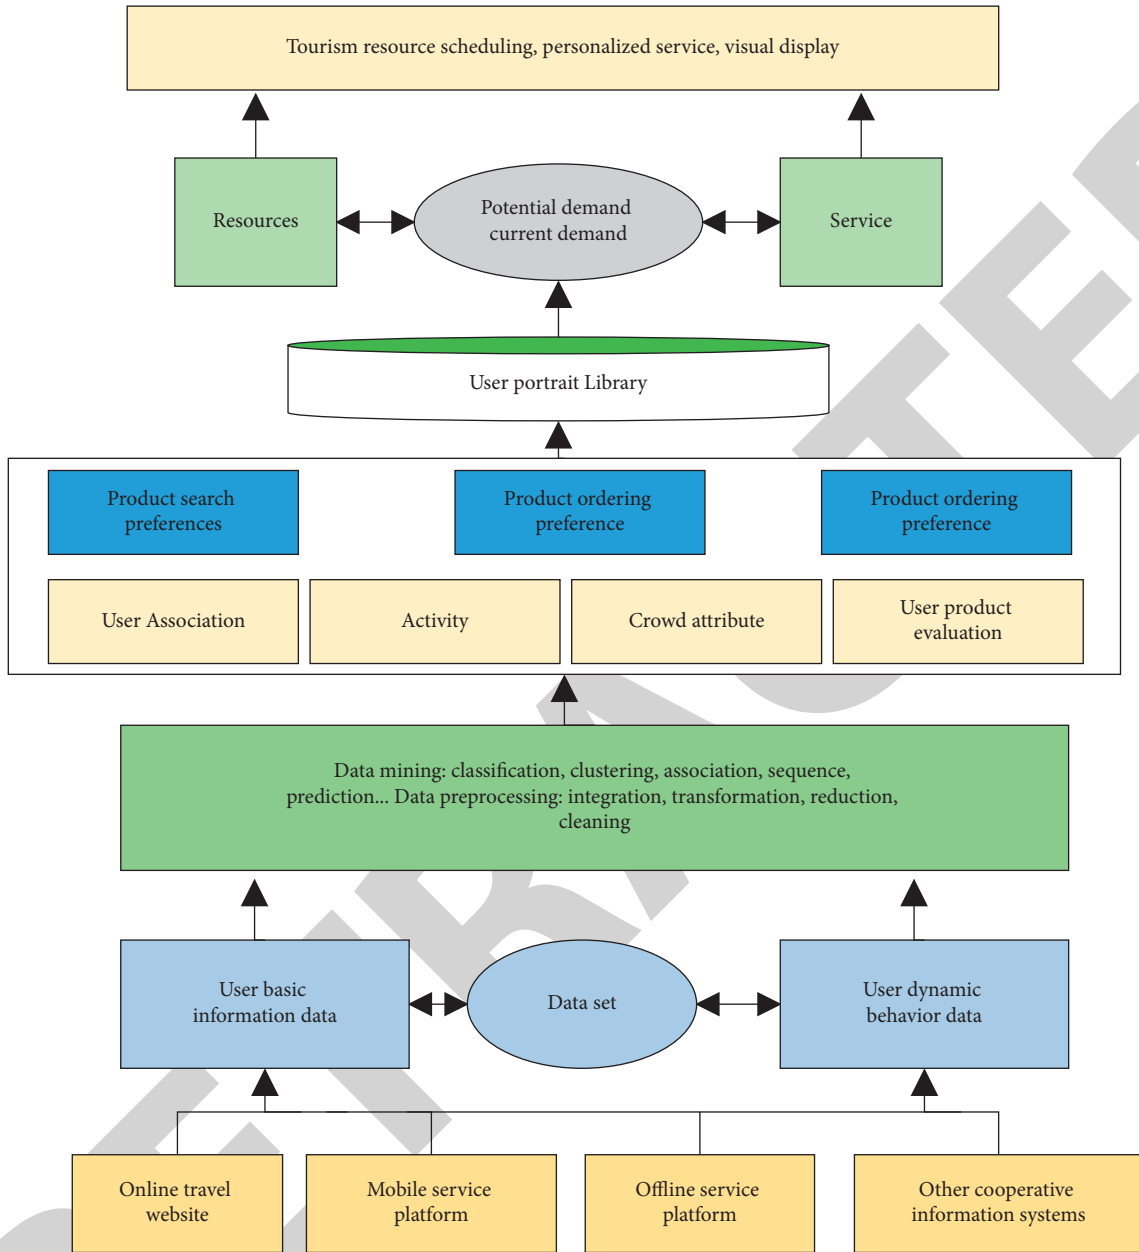 Tourism resource scheduling, personalized service, visual display
Resources
Potential demand
current demand
Service
User portrait Library
Product search
preferences
Product ordering
preference
Product ordering
preference
User Association
Activity
Crowd attribute
User product
evaluation
Data mining: classification, clustering, association, sequence,
prediction... Data preprocessing: integration, transformation, reduction,
cleaning
User basic
information data
Data set
User dynamic
behavior data
Online travel
website
Mobile service
platform
Offline service
platform
Other cooperative
information systems